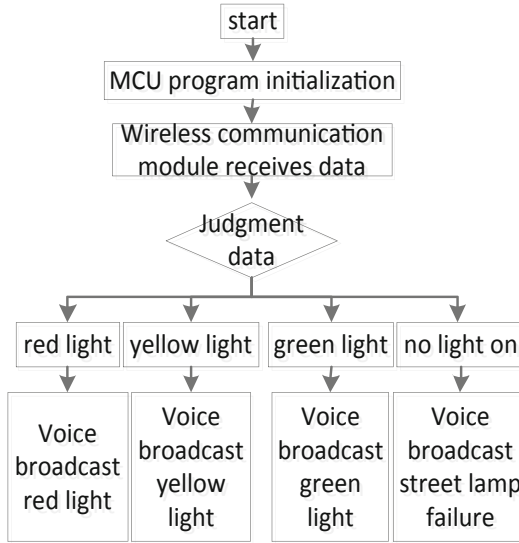 start
MCU program initialization
Wireless communication
module receives data
Judgment
data
red light
yellow light
green light
no light on
Voice
broadcast
red light
Voice
broadcast
yellow
light
Voice
broadcast
green
light
Voice
broadcast
street lamp
failure